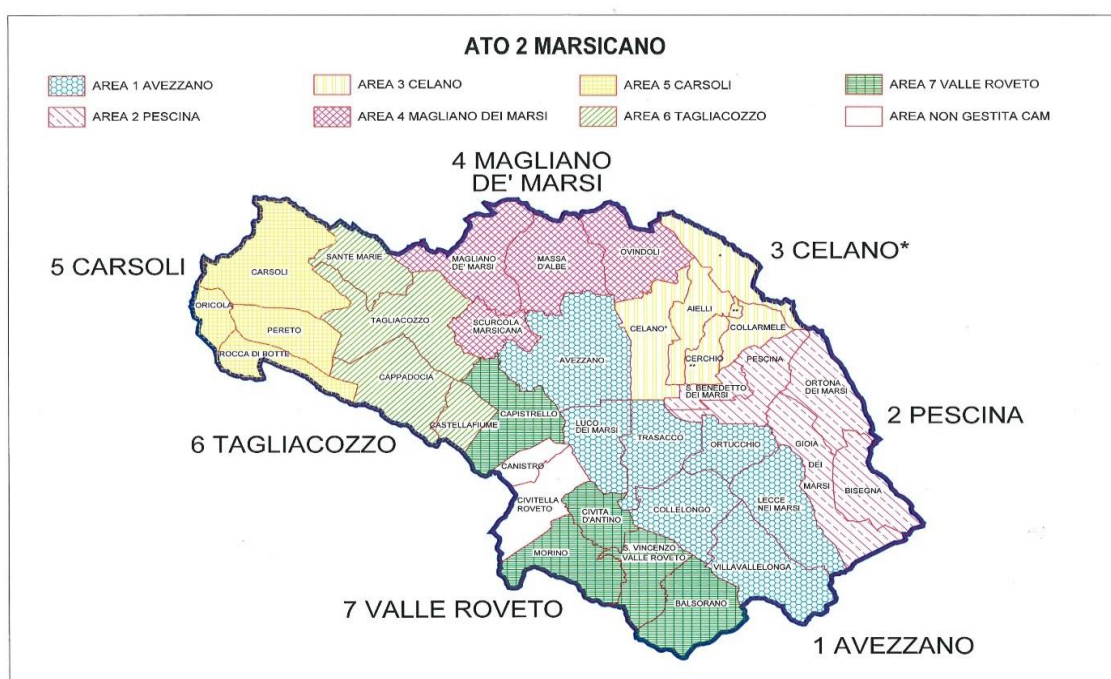 ATO 2 MARSICANO
AREA 1 AVEZZANO
AREA 3 CELANO
AREA 5 CARSOLI
AREA 7 VALLE ROVETO
AREA 2 PESCINA
AREA 4 MAGLIANO DEI MARSI
AREA 6 TAGLIACOZZO
AREA NON GESTITA CAM
4 MAGLIANO
DE' MARSI
3 CELANO*
5 CARSOLI
2 PESCINA
6 TAGLIACOZZO
7 VALLE ROVETO
1 AVEZZANO
SANTE MARIE
MAGLIANO
DE' MARSI
MASSA
D'ALBE
OVINDOLI
CARSOLI
ORICOLA
PERETO
ROCCA DI BOTTE
TAGLIACOZZO
SCURCOLA
MARSICANA
CELANO*
AIELLI
COLLARMELE
CERCHIO
**
**
*
AVEZZANO
PESCINA
S. BENEDETTO
DEI MARSI
ORTONA
DEI MARSI
CAPPADOCIA
CASTELLAFIUME
CAPISTRELLO
LUCO
DEI MARSI
TRASACCO
ORTUCCHIO
GIOIA
DEI
MARSI
BISEGNA
CANISTRO
CIVITELLA
ROVETO
CIVITA
D'ANTINO
COLLELONGO
LECCE
NEI MARSI
MORINO
S. VINCENZO
VALLE ROVETO
VILLAVALLELONGA
BALSORANO